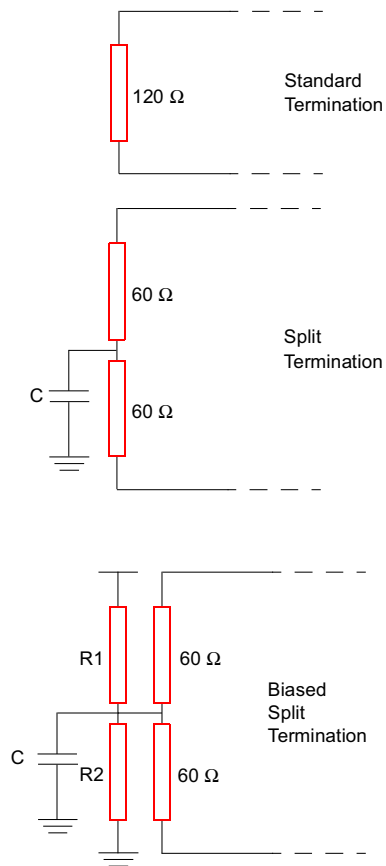 120 Ω
Standard
Termination
60 Ω
Split
Termination
C
60 Ω
R1
60 Ω
Biased
Split
Termination
C
R2
60 Ω